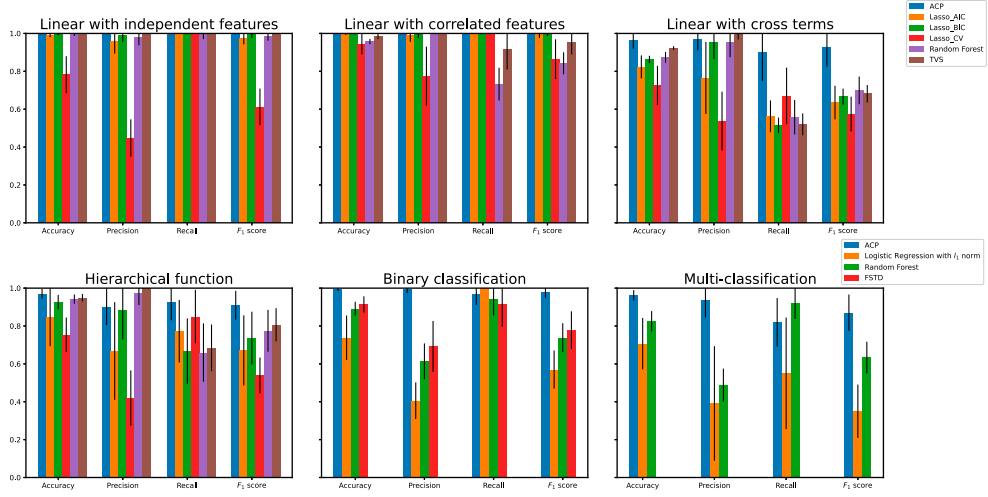 Linear with independent features
Linear with correlated features
Linear with cross terms
ACP
Lasso_AIC
Lasso_BIC
Lasso_CV
Random Forest
TVS
1.0
0.8
0.6
0.4
0.2
0.0
Accuracy Precision Recall F1 score
Accuracy Precision Recall F1 score
Accuracy Precision Recall F1 score
ACP
Logistic Regression with l1 norm
Random Forest
FSTD
Hierarchical function
Binary classification
Multi-classification
1.0
0.8
0.6
0.4
0.2
0.0
Accuracy Precision Recall F1 score
Accuracy Precision Recall F1 score
Accuracy Precision Recall F1 score